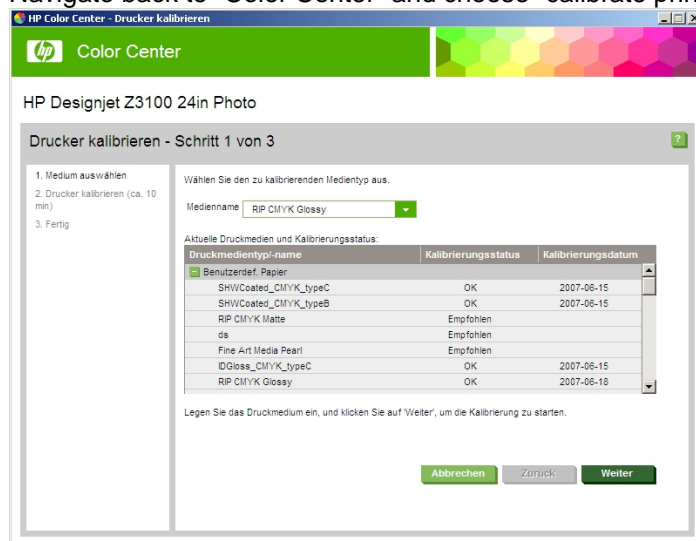 Navigate back to "Color Center" and choose "calibrate prin
HP Color Center - Drucker kalibrieren
hp Color Center
HP Designjet Z3100 24in Photo
Drucker kalibrieren - Schritt 1 von 3
?
1. Medium auswählen
2. Drucker kalibrieren (ca. 10
min)
3. Fertig
Wählen Sie den zu kalibrierenden Medientyp aus.
Medienname RIP CMYK Glossy
Aktuelle Druckmedien und Kalibrierungsstatus:
Druckmedientyp/-name Kalibrierungsstatus Kalibrierungsdatum
Benutzerdef. Papier
SHWCoated_CMYK_typeC OK 2007-06-15
SHWCoated_CMYK_typeB OK 2007-06-15
RIP CMYK Matte Empfohlen
ds Empfohlen
Fine Art Media Pearl Empfohlen
IDGloss_CMYK_typeC OK 2007-06-15
RIP CMYK Glossy OK 2007-06-18
Legen Sie das Druckmedium ein, und klicken Sie auf 'Weiter', um die Kalibrierung zu starten.
Abbrechen Zurück Weiter